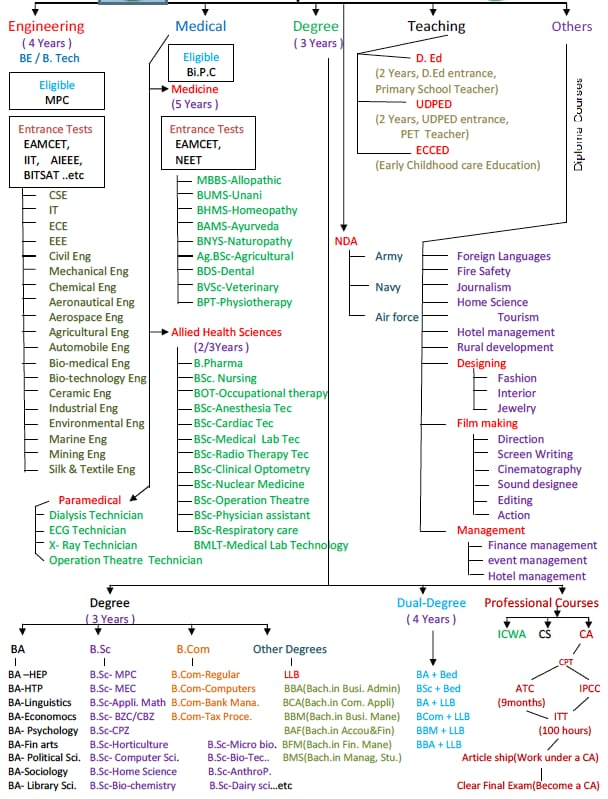 Engineering
( 4 Years )
BE / B. Tech
Eligible
MPC
Entrance Tests
EAMCET,
IIT, AIEEE,
BITSAT ..etc
CSE
IT
ECE
EEE
Civil Eng
Mechanical Eng
Chemical Eng
Aeronautical Eng
Aerospace Eng
Agricultural Eng
Automobile Eng
Bio-medical Eng
Bio-technology Eng
Ceramic Eng
Industrial Eng
Environmental Eng
Marine Eng
Mining Eng
Silk & Textile Eng
Medical
Eligible
Bi.P.C
Medicine
(5 Years)
Entrance Tests
EAMCET,
NEET
MBBS-Allopathic
BUMS-Unani
BHMS-Homeopathy
BAMS-Ayurveda
BNYS-Naturopathy
Ag.BSc-Agricultural
BDS-Dental
BVSc-Veterinary
BPT-Physiotherapy
Allied Health Sciences
(2/3Years )
B.Pharma
BSc. Nursing
BOT-Occupational therapy
BSc-Anesthesia Tec
BSc-Cardiac Tec
BSc-Medical Lab Tec
BSc-Radio Therapy Tec
BSc-Clinical Optometry
BSc-Nuclear Medicine
BSc-Operation Theatre
BSc-Physician assistant
BSc-Respiratory care
BMLT-Medical Lab Technology
Paramedical
Dialysis Technician
ECG Technician
X- Ray Technician
Operation Theatre Technician
Degree
( 3 Years )
NDA
Army
Navy
Air force
Teaching
D. Ed
(2 Years, D.Ed entrance,
Primary School Teacher)
UDPED
(2 Years, UDPED entrance,
PET Teacher)
ECCED
(Early Childhood care Education)
Others
Diploma Courses
Foreign Languages
Fire Safety
Journalism
Home Science
Tourism
Hotel management
Rural development
Designing
Fashion
Interior
Jewelry
Film making
Direction
Screen Writing
Cinematography
Sound designee
Editing
Action
Management
Finance management
event management
Hotel management
Degree
( 3 Years )
BA
BA –HEP
BA-HTP
BA-Linguistics
BA-Economocs
BA- Psychology
BA-Fin arts
BA- Political Sci.
BA-Sociology
BA- Library Sci.
B.Sc
B.Sc- MPC
B.Sc- MEC
B.Sc-Appli. Math
B.Sc- BZC/CBZ
B.Sc-CPZ
B.Sc-Horticulture
B.Sc- Computer Sci.
B.Sc-Home Science
B.Sc-Bio-chemistry
B.Com
B.Com-Regular
B.Com-Computers
B.Com-Bank Mana.
B.Com-Tax Proce.
B.Sc-Micro bio.
B.Sc-Bio-Tec..
B.Sc-AnthroP.
B.Sc-Dairy sci...etc
Other Degrees
LLB
BBA(Bach.in Busi. Admin)
BCA(Bach.in Com. Appli)
BBM(Bach.in Busi. Mane)
BAF(Bach.in Accou&Fin)
BFM(Bach.in Fin. Mane)
BMS(Bach.in Manag, Stu.)
Dual-Degree
( 4 Years )
BA + Bed
BSc + Bed
BA + LLB
BCom + LLB
BBM + LLB
BBA + LLB
Professional Courses
ICWA CS CA
CPT
ATC IPCC
(9months)
ITT
(100 hours)
Article ship(Work under a CA)
Clear Final Exam(Become a CA)